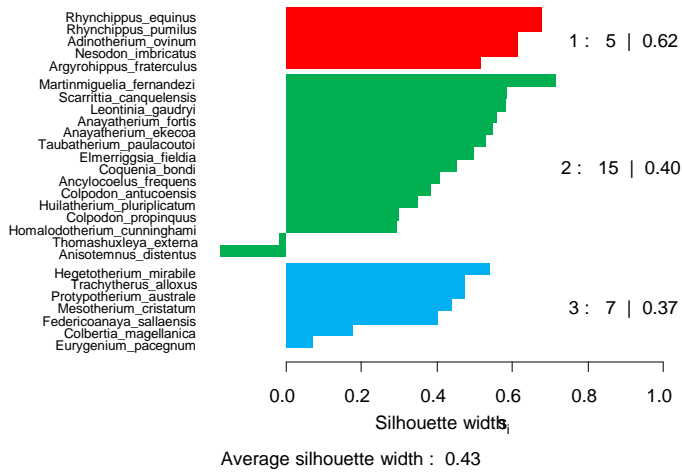 Rhynchippus_equinus
Rhynchippus_pumilus
Adinotherium_ovinum
Nesodon_imbricatus
Argyrohippus_fraterculus
1 : 5 | 0.62
Martinmiguelia_fernandezi
Scarrittia_canquelensis
Leontinia_gaudryi
Anayatherium_fortis
Anayatherium_ekecoa
Taubatherium_paulacoutoi
Elmerriggsia_fieldia
Coquenia_bondi
Ancylocoelus_frequens
Colpodon_antucoensis
Huilatherium_pluriplicatum
Colpodon_propinquus
Homalodotherium_cunninghami
Thomashuxleya_externa
Anisotemnus_distentus
2 : 15 | 0.40
Hegetotherium_mirabile
Trachytherus_alloxus
Protypotherium_australe
Mesotherium_cristatum
Federicoanaya_sallaensis
Colbertia_magellanica
Eurygenium_pacegnum
3 : 7 | 0.37
0.0 0.2 0.4 0.6 0.8 1.0
Silhouette width si
Average silhouette width : 0.43